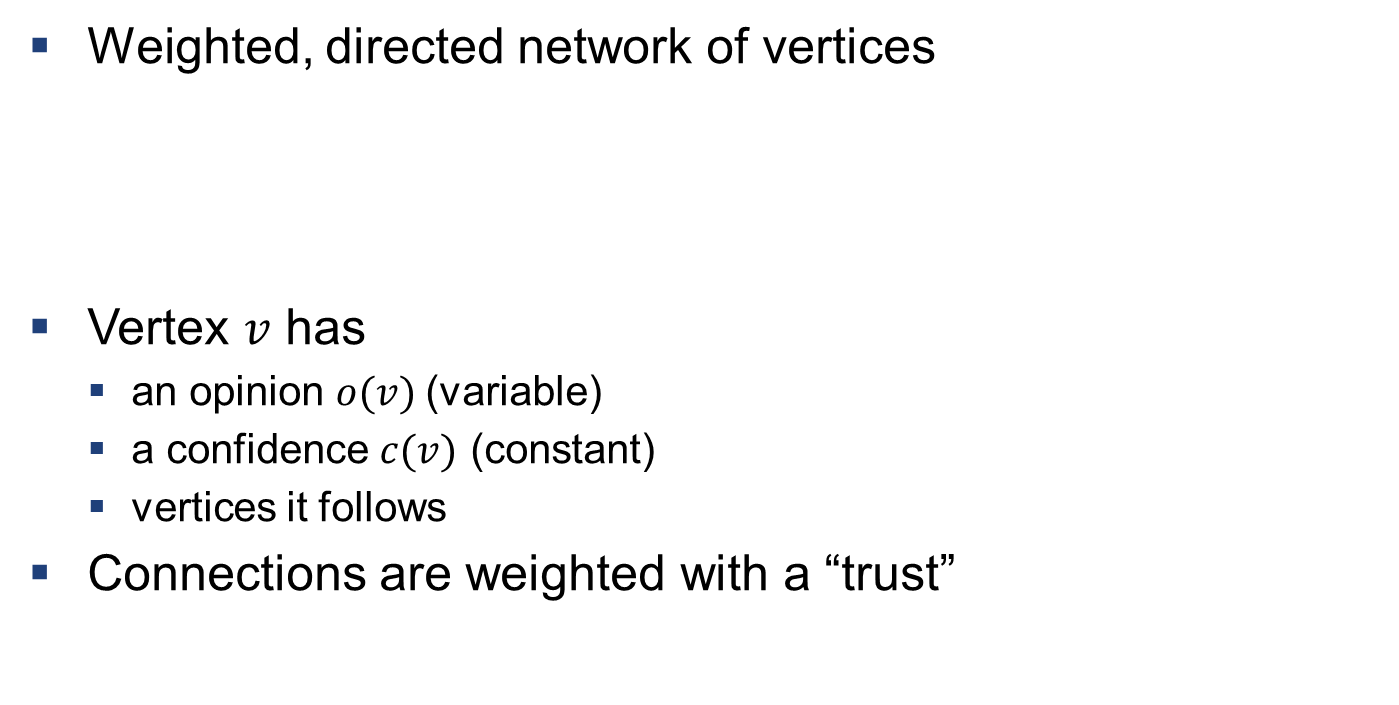 ▪ Weighted, directed network of vertices
▪ Vertex 𝑣 has
▪ an opinion 𝑜(𝑣) (variable)
▪ a confidence 𝑐(𝑣) (constant)
▪ vertices it follows
▪ Connections are weighted with a “trust”